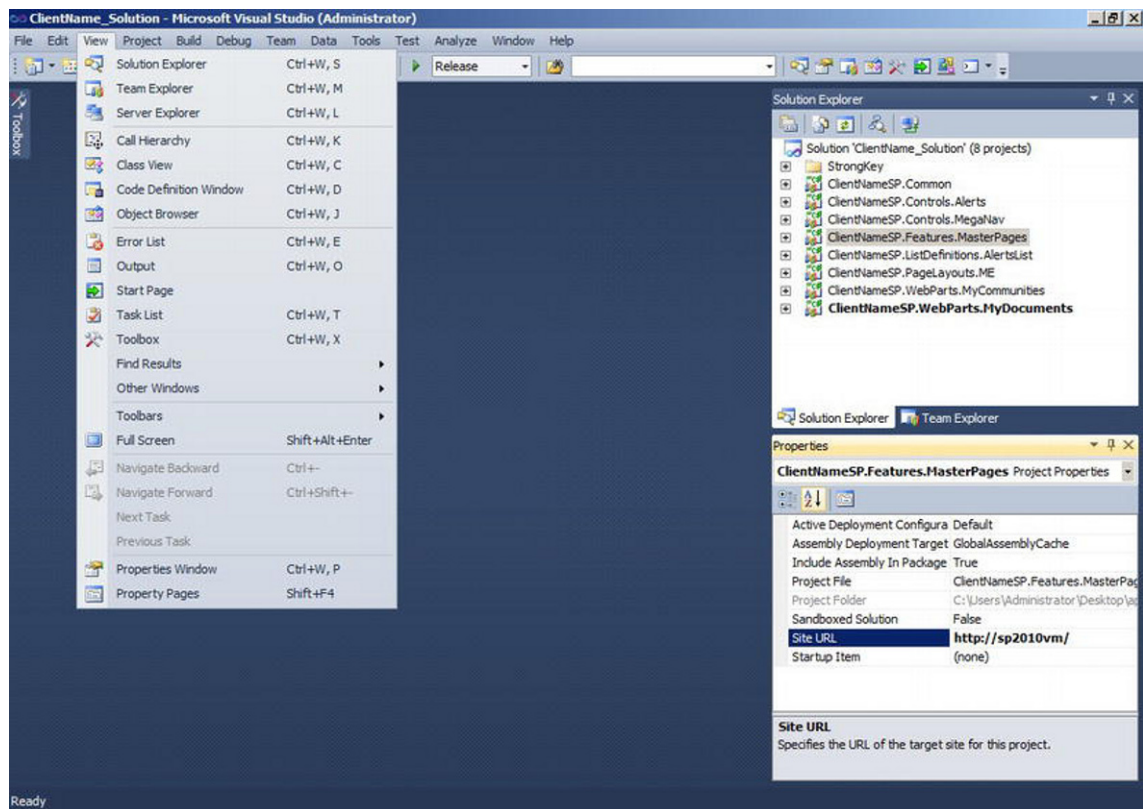 ClientName_Solution - Microsoft Visual Studio (Administrator)
File Edit View Project Build Debug Team Data Tools Test Analyze Window Help
Release
Toolbox
Solution Explorer Ctrl+W, S
Team Explorer Ctrl+W, M
Server Explorer Ctrl+W, L
Call Hierarchy Ctrl+W, K
Class View Ctrl+W, C
Code Definition Window Ctrl+W, D
Object Browser Ctrl+W, J
Error List Ctrl+W, E
Output Ctrl+W, O
Start Page
Task List Ctrl+W, T
Toolbox Ctrl+W, X
Find Results
Other Windows
Toolbars
Full Screen Shift+Alt+Enter
Navigate Backward Ctrl+-
Navigate Forward Ctrl+Shift+-
Next Task
Previous Task
Properties Window Ctrl+W, P
Property Pages Shift+F4
Solution Explorer
Solution 'ClientName_Solution' (8 projects)
StrongKey
ClientNameSP.Common
ClientNameSP.Controls.Alerts
ClientNameSP.Controls.MegaNav
ClientNameSP.Features.MasterPages
ClientNameSP.ListDefinitions.AlertsList
ClientNameSP.PageLayouts.ME
ClientNameSP.WebParts.MyCommunities
ClientNameSP.WebParts.MyDocuments
Solution Explorer Team Explorer
Properties
ClientNameSP.Features.MasterPages Project Properties
Active Deployment Configura Default
Assembly Deployment Target GlobalAssemblyCache
Include Assembly In Package True
Project File ClientNameSP.Features.MasterPag
Project Folder C:\Users\Administrator\Desktop\ap
Sandboxed Solution False
Site URL http://sp2010vm/
Startup Item (none)
Site URL
Specifies the URL of the target site for this project.
Ready